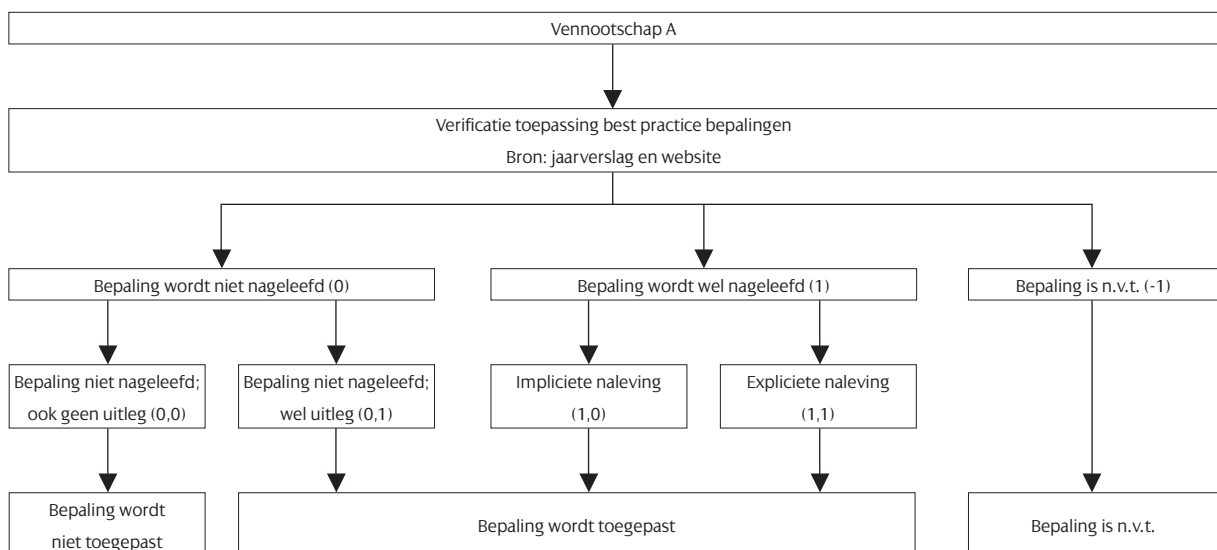 Vennootschap A
Verificatie toepassing best practice bepalingen
Bron: jaarverslag en website
Bepaling wordt niet nageleefd (0)
Bepaling wordt wel nageleefd (1)
Bepaling is n.v.t. (-1)
Bepaling niet nageleefd;
ook geen uitleg (0,0)
Bepaling niet nageleefd;
wel uitleg (0,1)
Impliciete naleving
(1,0)
Expliciete naleving
(1,1)
Bepaling wordt
niet toegepast
Bepaling wordt toegepast
Bepaling is n.v.t.